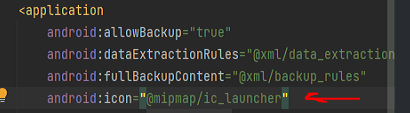 <application
android:allowBackup="true"
android:dataExtractionRules="@xml/data_extraction
android:fullBackupContent="@xml/backup_rules"
android:icon="@mipmap/ic_launcher"